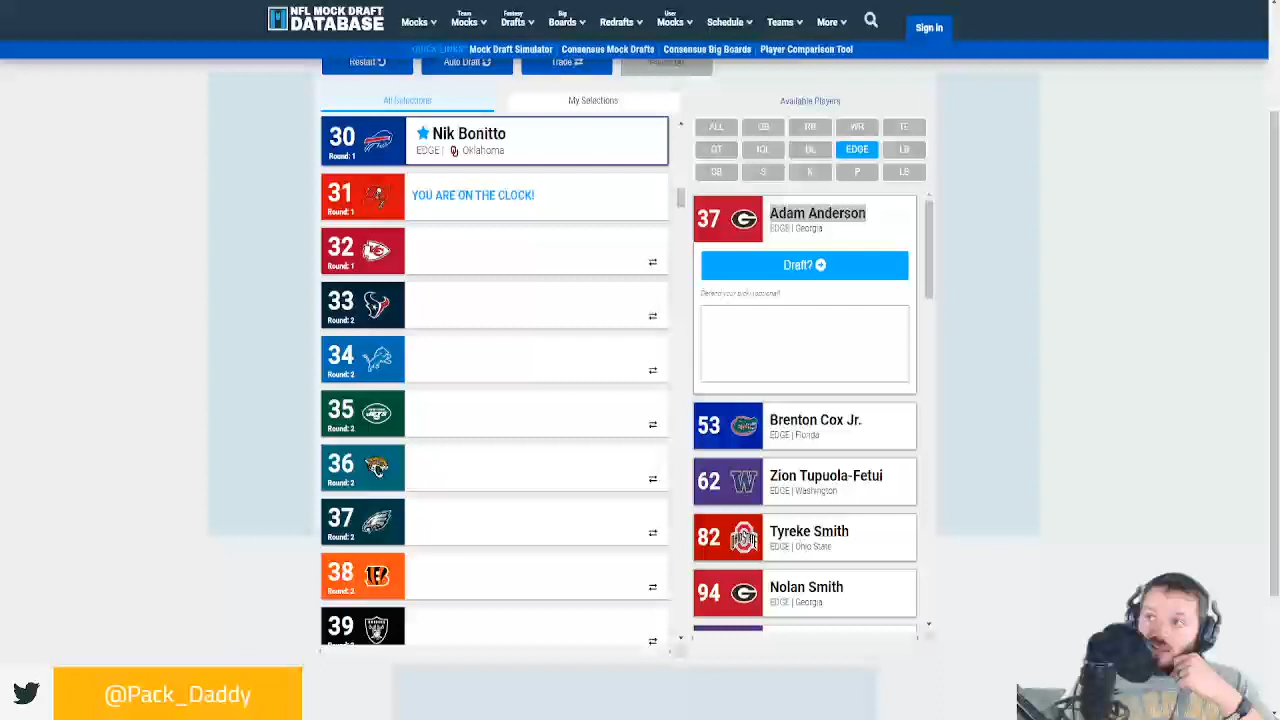 NFL MOCK DRAFT
DATABASE
Mocks
Team
Mocks
Fantasy
Drafts
Big
Boards
Redrafts
User
Mocks
Schedule
Teams
More
Sign in
QUICK LINKS Mock Draft Simulator Consensus Mock Drafts Consensus Big Boards Player Comparison Tool
Restart
Auto Draft
Trade
All Selections
My Selections
Available Players
ALL QB RB WR TE
OT IOL DL EDGE LB
CB S K P LS
30
Round: 1
Nik Bonitto
EDGE | Oklahoma
31
Round: 1
YOU ARE ON THE CLOCK!
32
Round: 1
33
Round: 2
34
Round: 2
35
Round: 2
36
Round: 2
37
Round: 2
38
Round: 2
39
37
Adam Anderson
EDGE | Georgia
Draft?
Defend your pick (optional)!
53
Brenton Cox Jr.
EDGE | Florida
62
Zion Tupuola-Fetui
EDGE | Washington
82
Tyreke Smith
EDGE | Ohio State
94
Nolan Smith
EDGE | Georgia
@Pack_Daddy